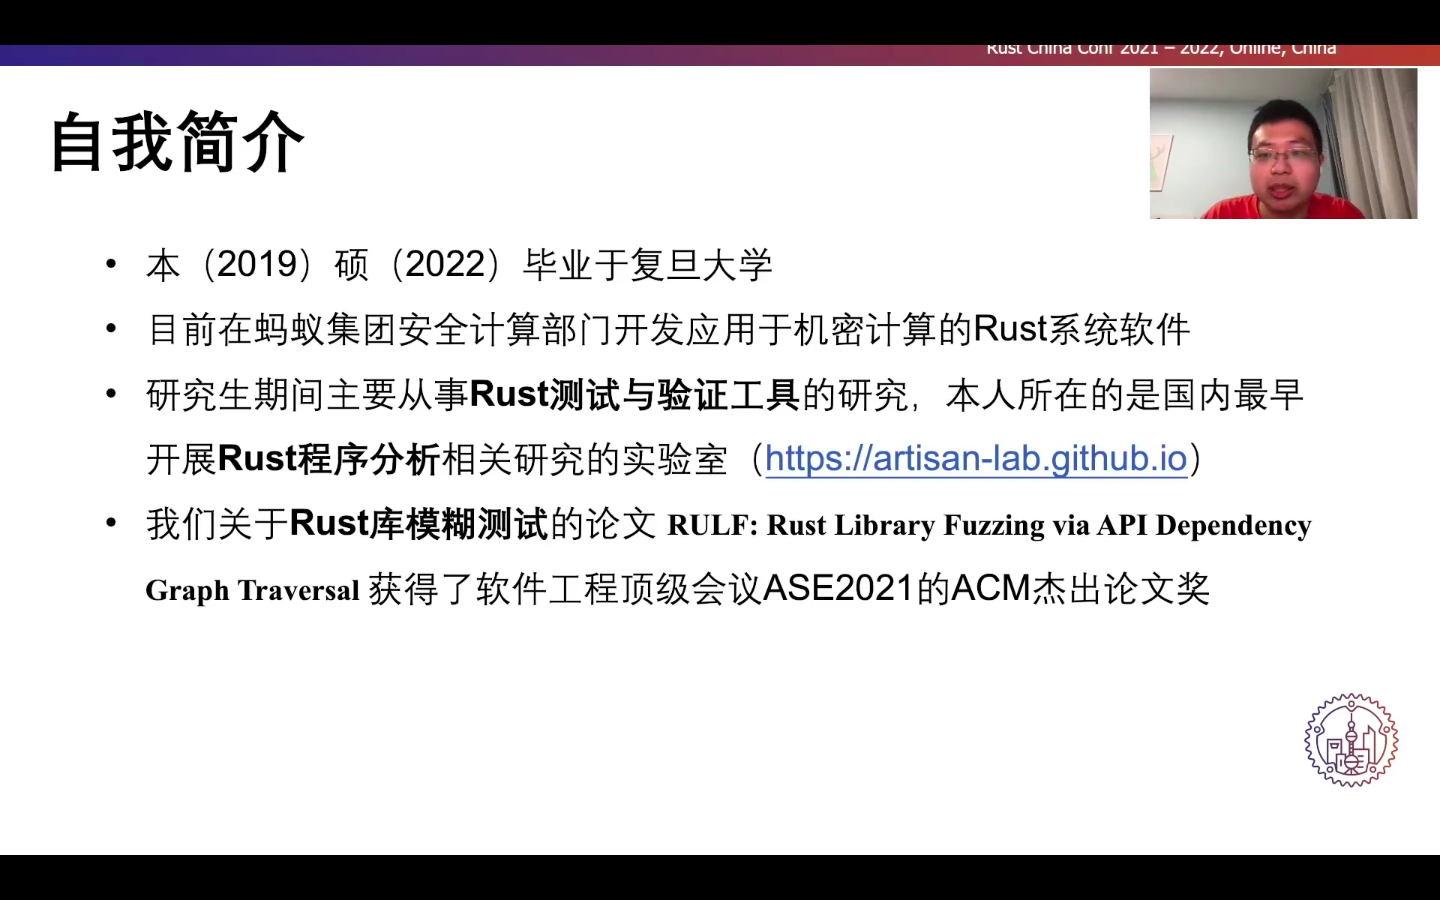 Rust China Conf 2021 – 2022, Online, China
自我简介
• 本（2019）硕（2022）毕业于复旦大学
• 目前在蚂蚁集团安全计算部门开发应用于机密计算的Rust系统软件
• 研究生期间主要从事Rust测试与验证工具的研究，本人所在的是国内最早
开展Rust程序分析相关研究的实验室（https://artisan-lab.github.io）
• 我们关于Rust库模糊测试的论文 RULF: Rust Library Fuzzing via API Dependency
Graph Traversal 获得了软件工程顶级会议ASE2021的ACM杰出论文奖